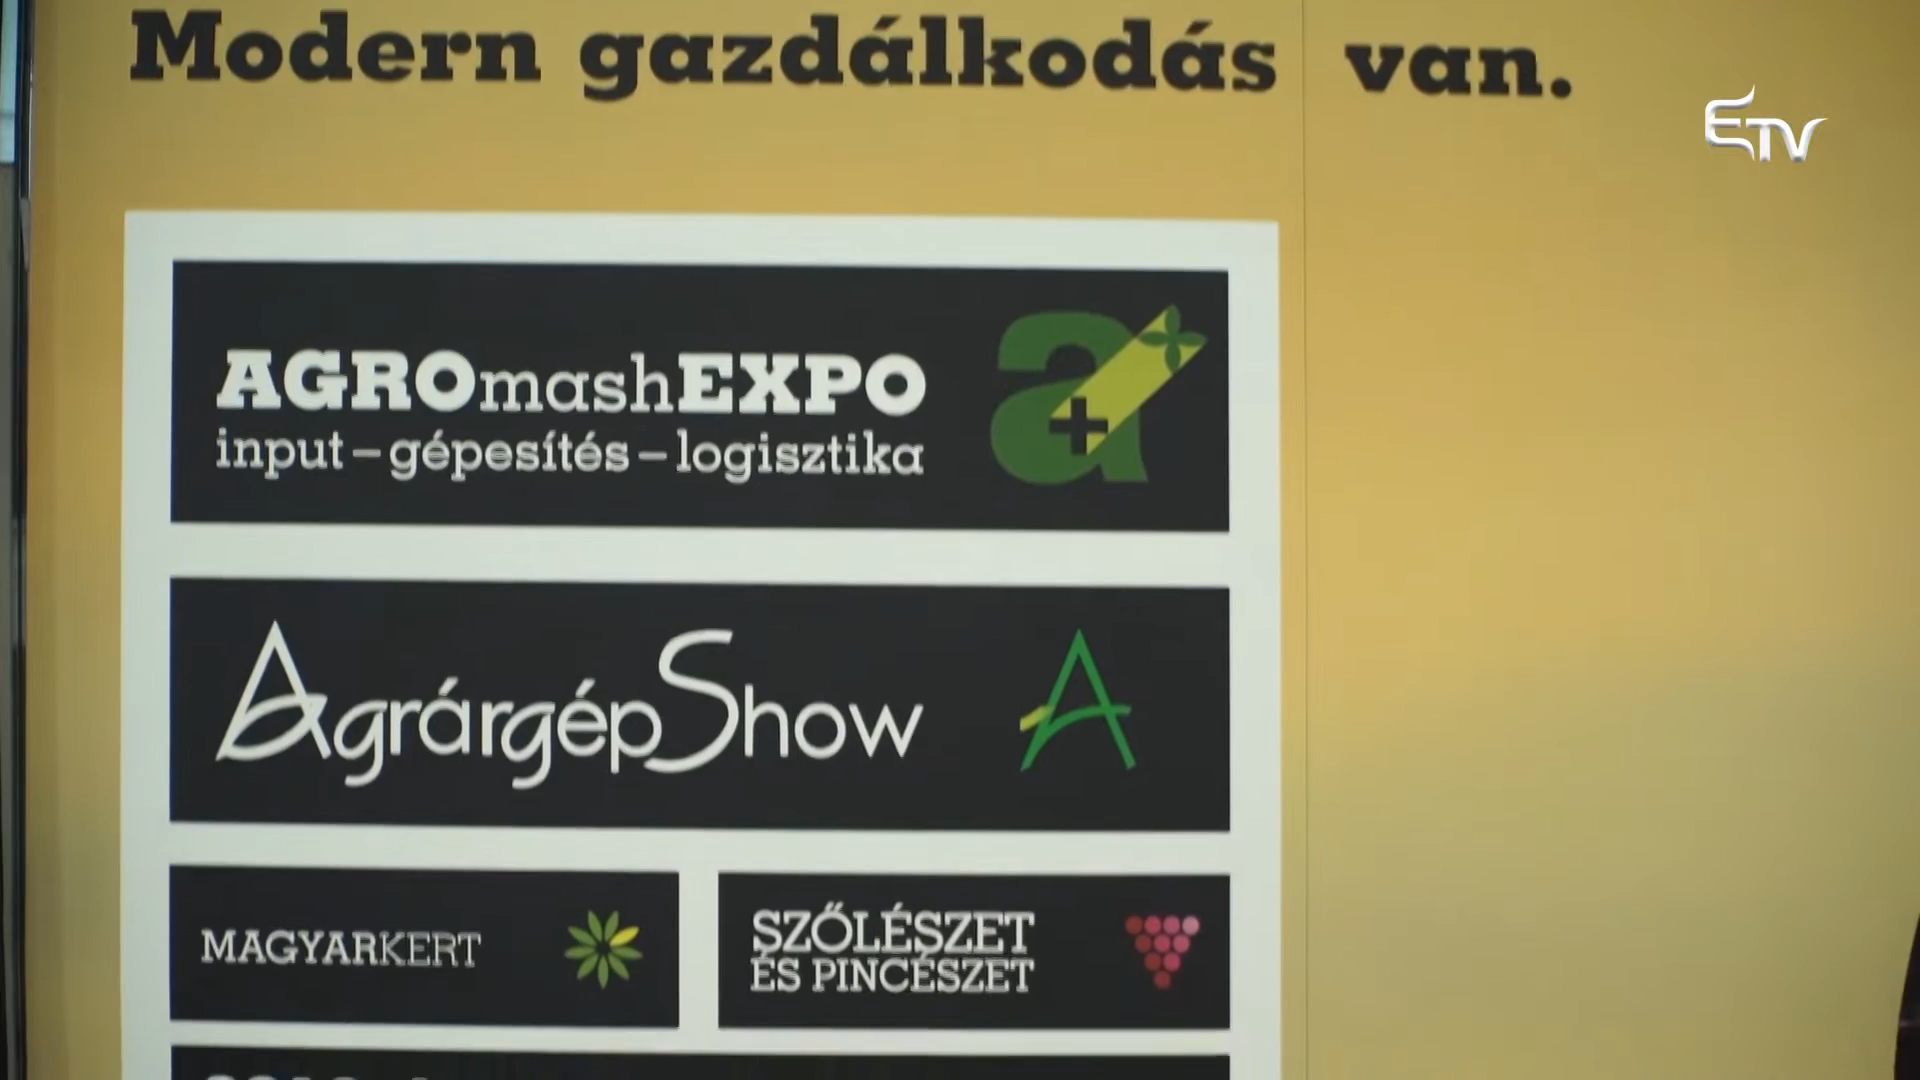 Modern gazdálkodás van.
ETV
AGROmashEXPO
input – gépesítés – logisztika
AgrárgépShow
MAGYARKERT
SZŐLÉSZET
ÉS PINCÉSZET